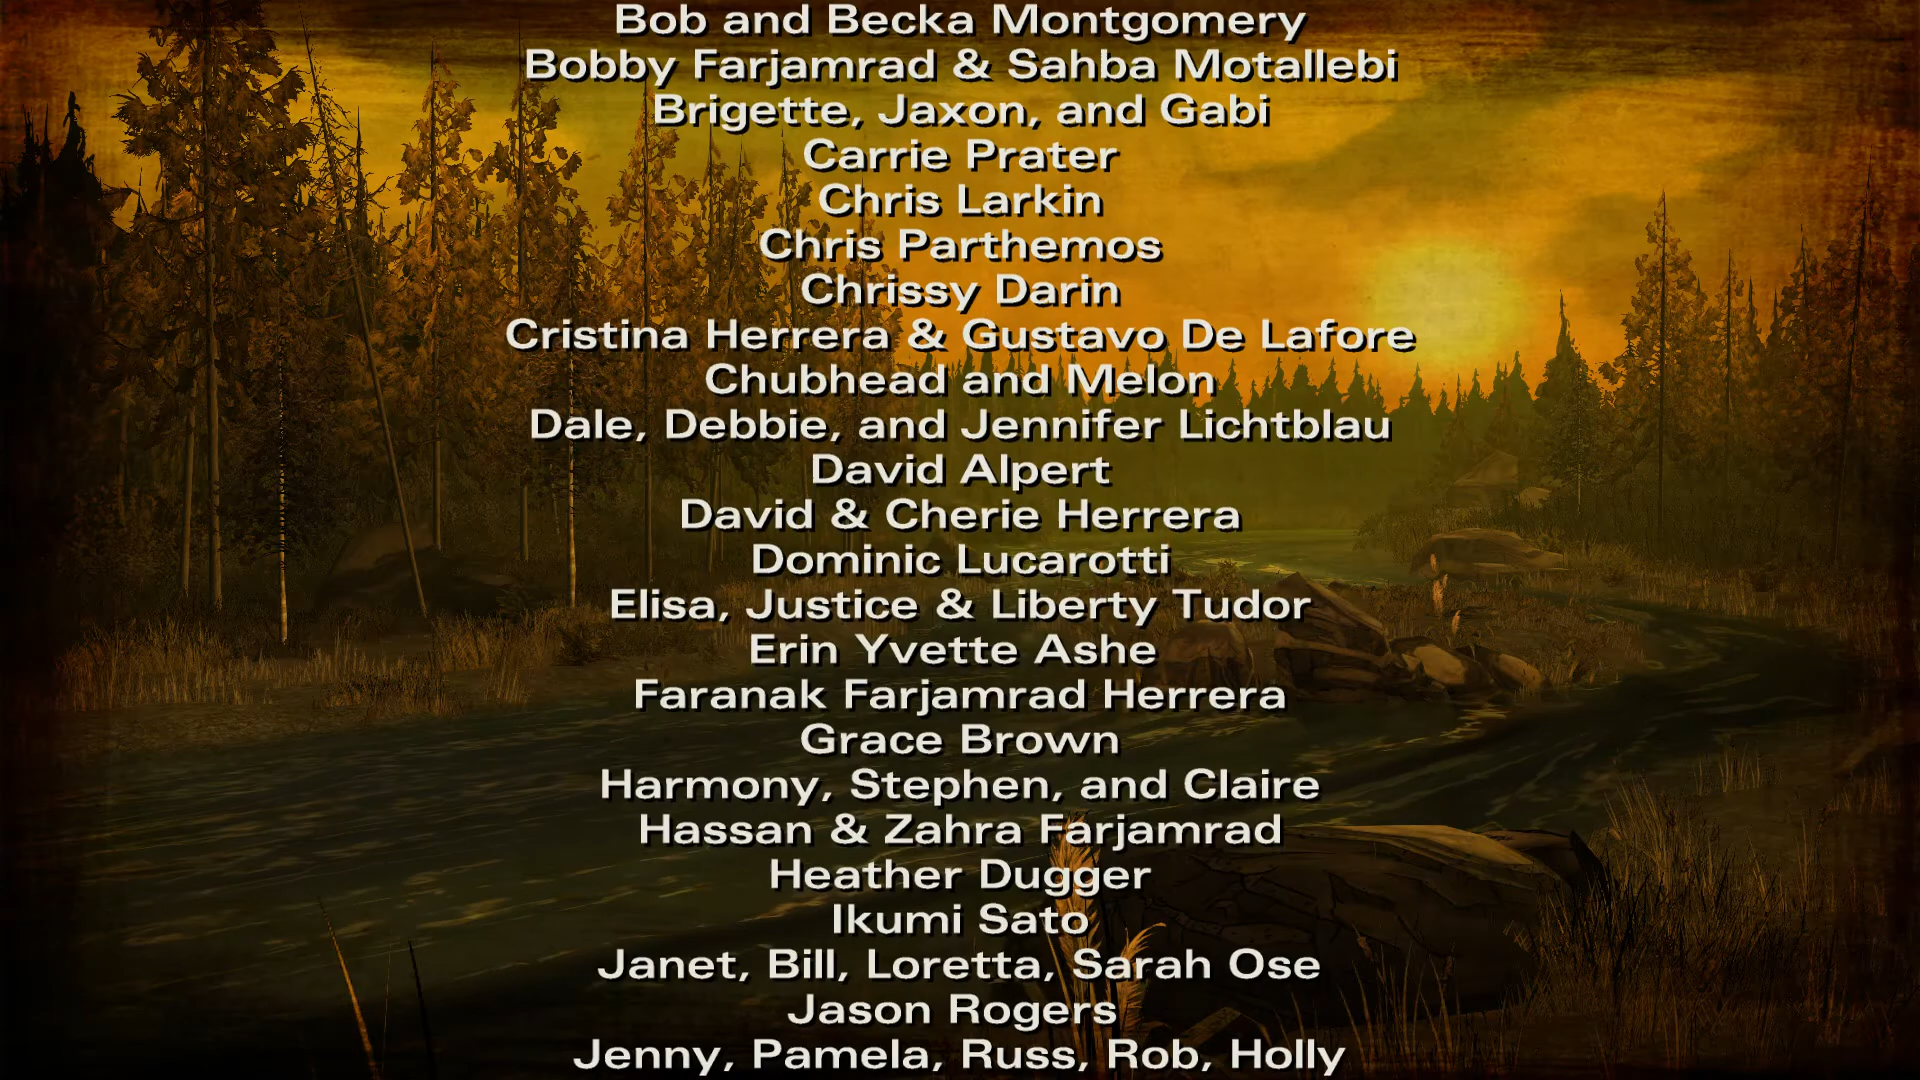 Bob and Becka Montgomery
Bobby Farjamrad & Sahba Motallebi
Brigette, Jaxon, and Gabi
Carrie Prater
Chris Larkin
Chris Parthemos
Chrissy Darin
Cristina Herrera & Gustavo De Lafore
Chubhead and Melon
Dale, Debbie, and Jennifer Lichtblau
David Alpert
David & Cherie Herrera
Dominic Lucarotti
Elisa, Justice & Liberty Tudor
Erin Yvette Ashe
Faranak Farjamrad Herrera
Grace Brown
Harmony, Stephen, and Claire
Hassan & Zahra Farjamrad
Heather Dugger
Ikumi Sato
Janet, Bill, Loretta, Sarah Ose
Jason Rogers
Jenny, Pamela, Russ, Rob, Holly